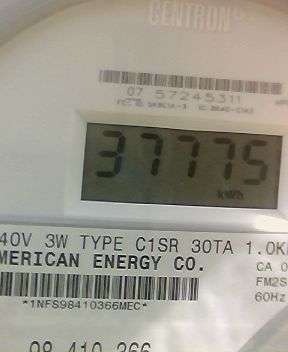 CENTRON®
07 57245311
37775
kWh
40V 3W TYPE C1SR 30TA 1.0K
MERICAN ENERGY CO.
CA 0
FM2S
60Hz
*1NFS98410366MEC*
98 410 366